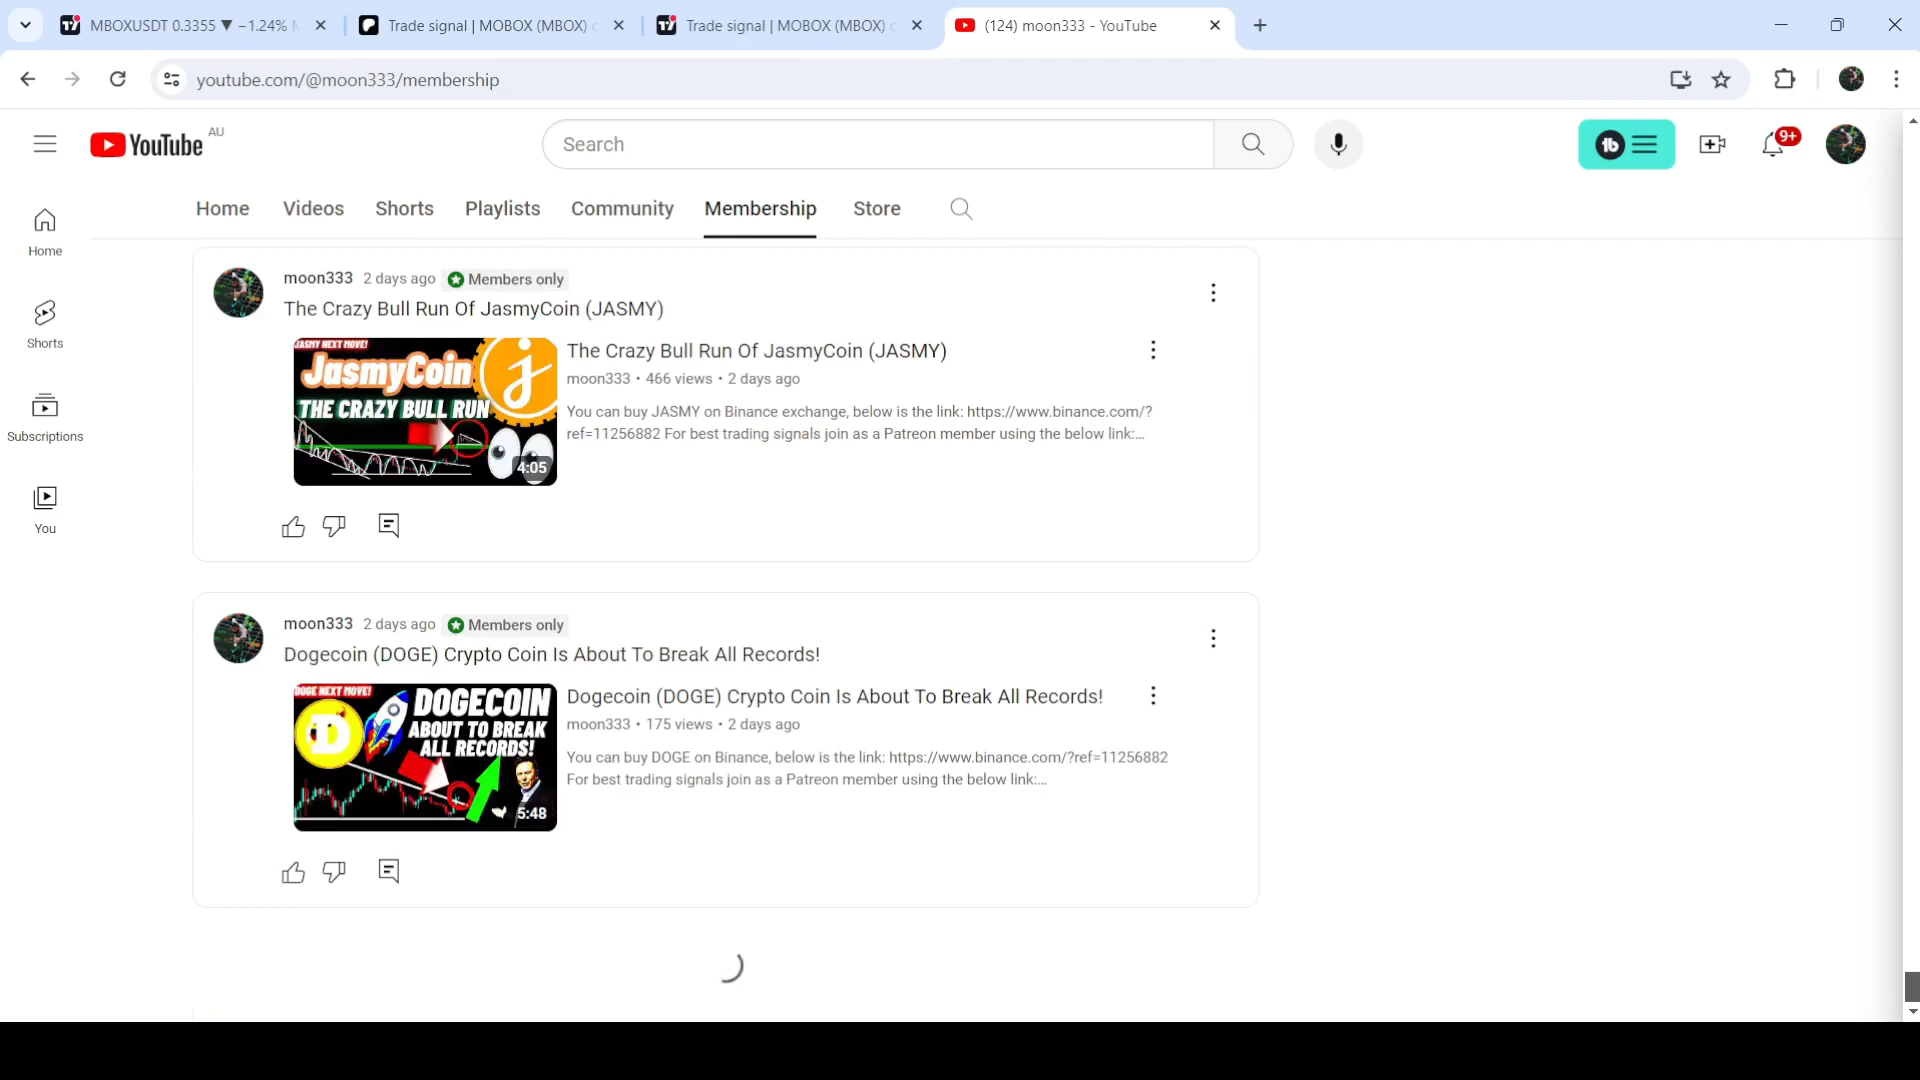 MBOXUSDT 0.3355 ▼ −1.24%
Trade signal | MOBOX (MBOX)
Trade signal | MOBOX (MBOX)
(124) moon333 - YouTube
youtube.com/@moon333/membership
YouTube AU
Search
9+
Home
Videos
Shorts
Playlists
Community
Membership
Store
Home
Shorts
Subscriptions
You
moon333 2 days ago Members only
The Crazy Bull Run Of JasmyCoin (JASMY)
JASMY NEXT MOVE!
JasmyCoin
THE CRAZY BULL RUN
4:05
The Crazy Bull Run Of JasmyCoin (JASMY)
moon333 • 466 views • 2 days ago
You can buy JASMY on Binance exchange, below is the link: https://www.binance.com/?
ref=11256882 For best trading signals join as a Patreon member using the below link:...
moon333 2 days ago Members only
Dogecoin (DOGE) Crypto Coin Is About To Break All Records!
DOGE NEXT MOVE!
DOGECOIN
ABOUT TO BREAK
ALL RECORDS!
5:48
Dogecoin (DOGE) Crypto Coin Is About To Break All Records!
moon333 • 175 views • 2 days ago
You can buy DOGE on Binance, below is the link: https://www.binance.com/?ref=11256882
For best trading signals join as a Patreon member using the below link:...